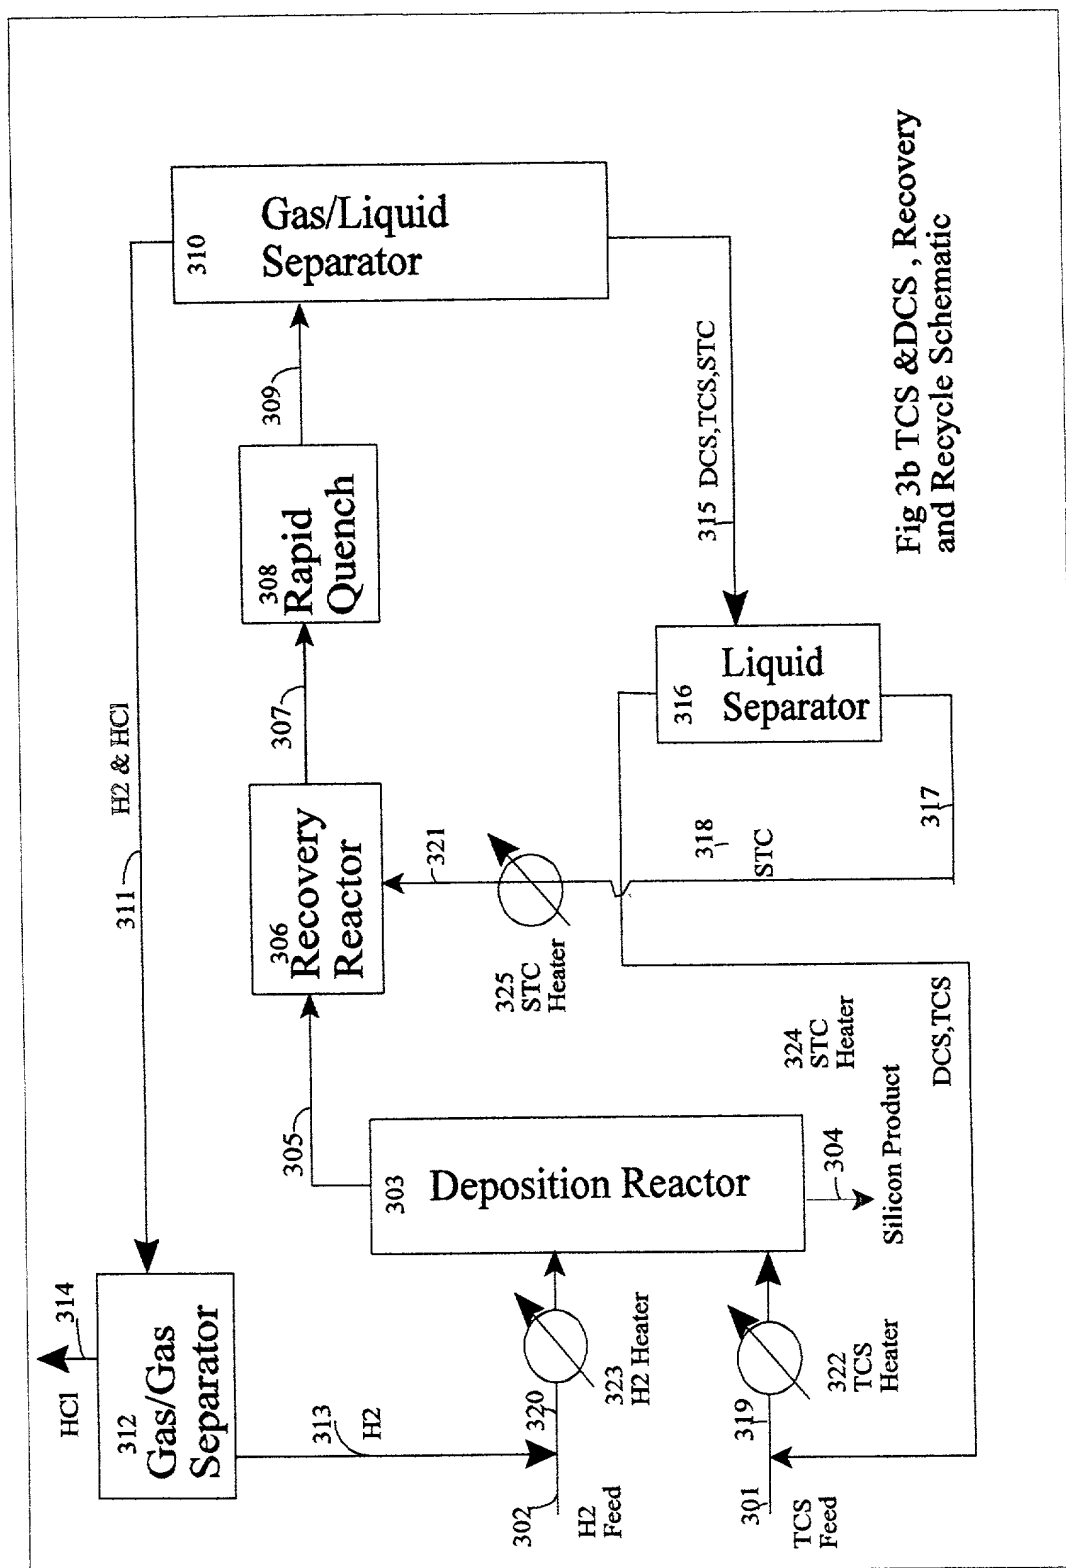 HCl
314
312
Gas/Gas
Separator
311
H2 & HCl
310
Gas/Liquid
Separator
313
H2
305
306
Recovery
Reactor
307
308
Rapid
Quench
309
302
H2
Feed
320
323
H2 Heater
303
Deposition Reactor
325
STC
Heater
321
315 DCS,TCS,STC
301
TCS
Feed
319
322
TCS
Heater
304
Silicon Product
324
STC
Heater
318
STC
316
Liquid
Separator
DCS,TCS
317
Fig 3b TCS &DCS , Recovery
and Recycle Schematic